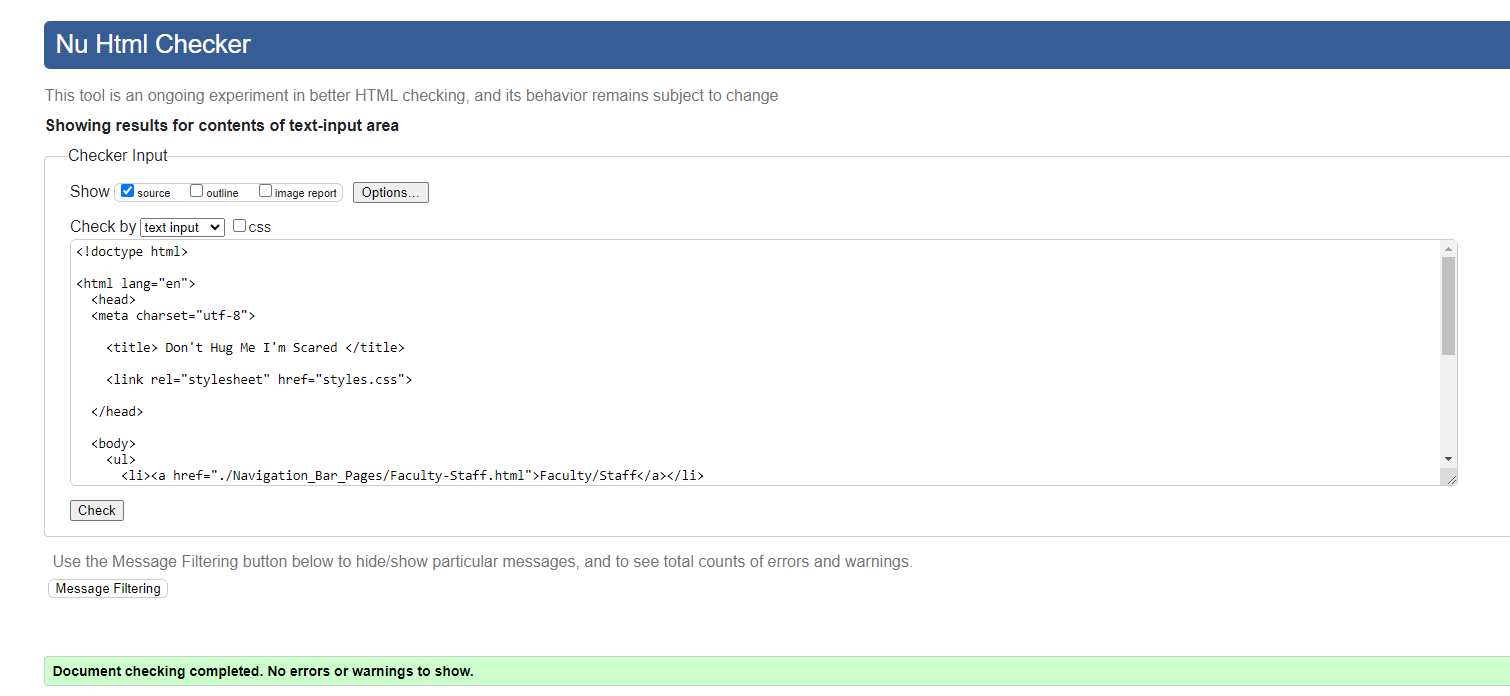 Nu Html Checker
This tool is an ongoing experiment in better HTML checking, and its behavior remains subject to change
Showing results for contents of text-input area
Checker Input
Show source outline image report Options...
Check by text input css
<!doctype html>
<html lang="en">
<head>
<meta charset="utf-8">
<title> Don't Hug Me I'm Scared </title>
<link rel="stylesheet" href="styles.css">
</head>
<body>
<ul>
<li><a href="./Navigation_Bar_Pages/Faculty-Staff.html">Faculty/Staff</a></li>
Check
Use the Message Filtering button below to hide/show particular messages, and to see total counts of errors and warnings.
Message Filtering
Document checking completed. No errors or warnings to show.